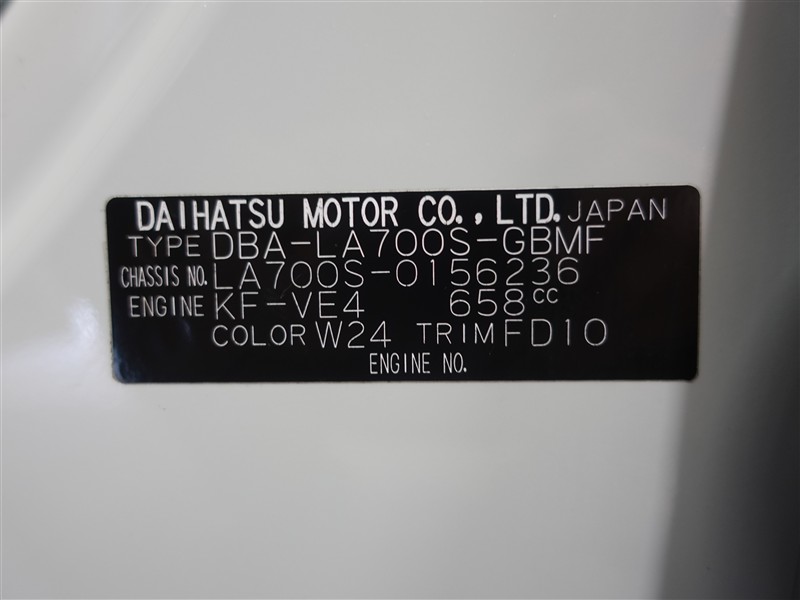 DAIHATSU MOTOR CO., LTD. JAPAN
TYPE DBA-LA700S-GBMF
CHASSIS NO. LA700S-0156236
ENGINE KF-VE4 658cc
COLOR W24 TRIM FD10
ENGINE NO.